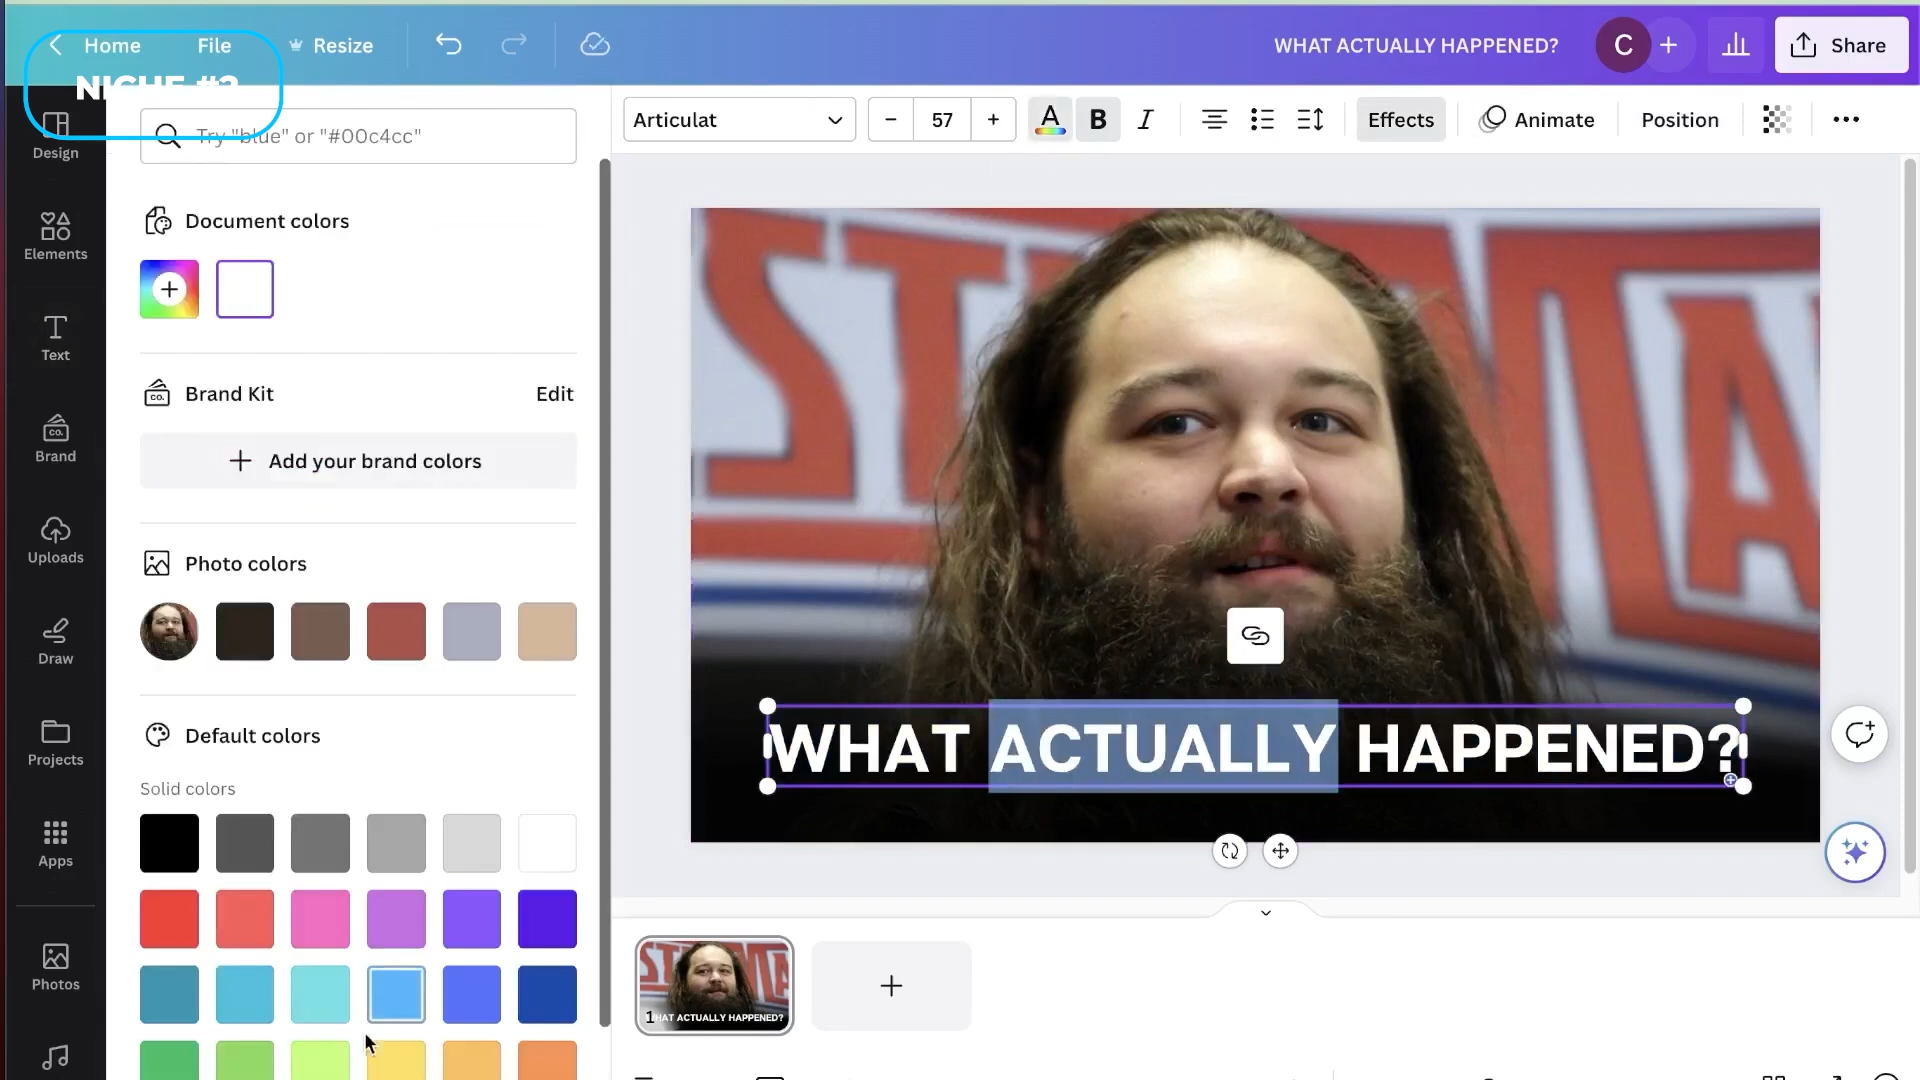 Home File Resize WHAT ACTUALLY HAPPENED? C + Share
Try "blue" or "#00c4cc"
Articulat − 57 + A B I Effects Animate Position
Design
Elements
Text
Brand
Uploads
Draw
Projects
Apps
Photos
Document colors
Brand Kit Edit
CO.
+ Add your brand colors
Photo colors
Default colors
Solid colors
WHAT ACTUALLY HAPPENED?
1
WHAT ACTUALLY HAPPENED?